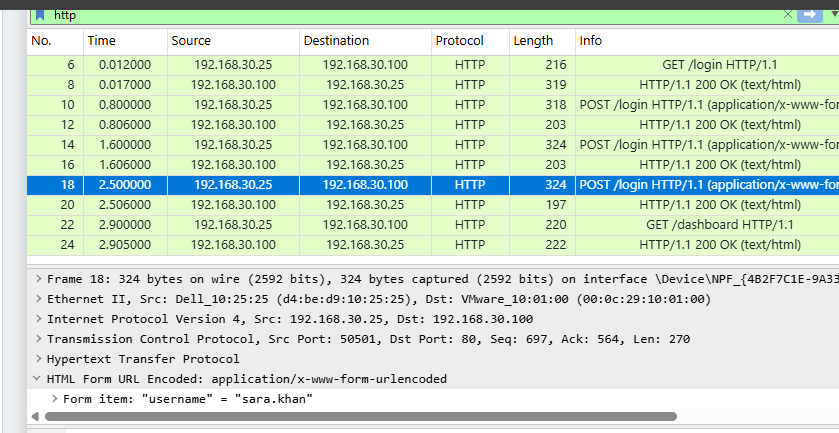 http
No. Time Source Destination Protocol Length Info
6 0.012000 192.168.30.25 192.168.30.100 HTTP 216 GET /login HTTP/1.1
8 0.017000 192.168.30.100 192.168.30.25 HTTP 319 HTTP/1.1 200 OK (text/html)
10 0.800000 192.168.30.25 192.168.30.100 HTTP 318 POST /login HTTP/1.1 (application/x-www-for
12 0.806000 192.168.30.100 192.168.30.25 HTTP 203 HTTP/1.1 200 OK (text/html)
14 1.600000 192.168.30.25 192.168.30.100 HTTP 324 POST /login HTTP/1.1 (application/x-www-for
16 1.606000 192.168.30.100 192.168.30.25 HTTP 203 HTTP/1.1 200 OK (text/html)
18 2.500000 192.168.30.25 192.168.30.100 HTTP 324 POST /login HTTP/1.1 (application/x-www-for
20 2.506000 192.168.30.100 192.168.30.25 HTTP 197 HTTP/1.1 200 OK (text/html)
22 2.900000 192.168.30.25 192.168.30.100 HTTP 220 GET /dashboard HTTP/1.1
24 2.905000 192.168.30.100 192.168.30.25 HTTP 222 HTTP/1.1 200 OK (text/html)
Frame 18: 324 bytes on wire (2592 bits), 324 bytes captured (2592 bits) on interface \Device\NPF_{4B2F7C1E-9A33
Ethernet II, Src: Dell_10:25:25 (d4:be:d9:10:25:25), Dst: VMware_10:01:00 (00:0c:29:10:01:00)
Internet Protocol Version 4, Src: 192.168.30.25, Dst: 192.168.30.100
Transmission Control Protocol, Src Port: 50501, Dst Port: 80, Seq: 697, Ack: 564, Len: 270
Hypertext Transfer Protocol
HTML Form URL Encoded: application/x-www-form-urlencoded
Form item: "username" = "sara.khan"